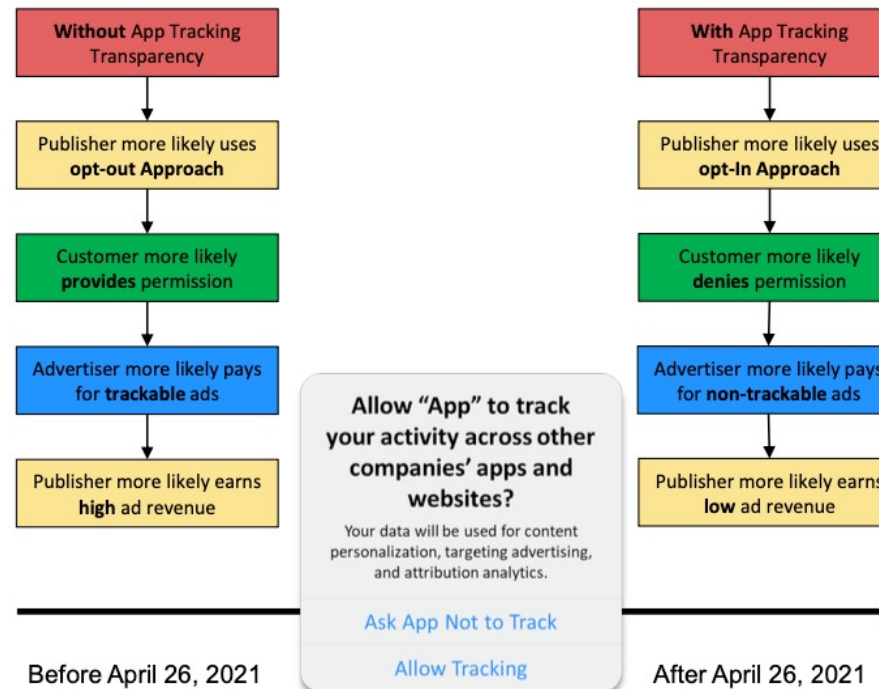 Without App Tracking
Transparency
Publisher more likely uses
opt-out Approach
Customer more likely
provides permission
Advertiser more likely pays
for trackable ads
Publisher more likely earns
high ad revenue
Before April 26, 2021
Allow “App” to track
your activity across other
companies’ apps and
websites?
Your data will be used for content
personalization, targeting advertising,
and attribution analytics.
Ask App Not to Track
Allow Tracking
With App Tracking
Transparency
Publisher more likely uses
opt-In Approach
Customer more likely
denies permission
Advertiser more likely pays
for non-trackable ads
Publisher more likely earns
low ad revenue
After April 26, 2021